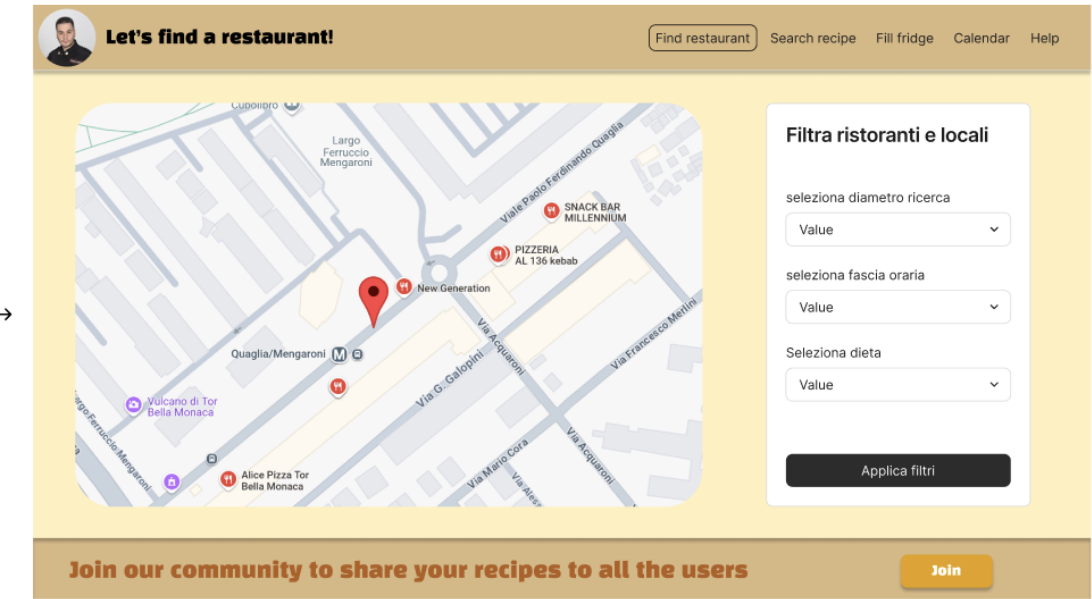 Let's find a restaurant!
Find restaurant
Search recipe
Fill fridge
Calendar
Help
Cubolibro
Largo
Ferruccio
Mengaroni
Viale Paolo Ferdinando Quaglia
SNACK BAR
MILLENNIUM
PIZZERIA
AL 136 kebab
New Generation
Quaglia/Mengaroni M
Via Acquaroni
Via Francesco Merlini
Via G. Galopini
Vulcano di Tor
Bella Monaca
Largo Ferruccio Mengaroni
Alice Pizza Tor
Bella Monaca
Via Mario Cora
Via Acquaroni
Filtra ristoranti e locali
seleziona diametro ricerca
Value
seleziona fascia oraria
Value
Seleziona dieta
Value
Applica filtri
Join our community to share your recipes to all the users
Join